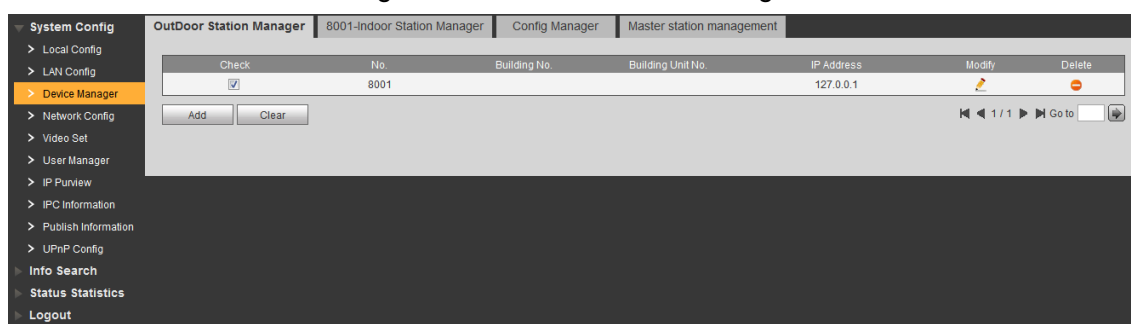 System Config
Local Config
LAN Config
Device Manager
Network Config
Video Set
User Manager
IP Purview
IPC Information
Publish Information
UPnP Config
Info Search
Status Statistics
Logout
OutDoor Station Manager 8001-Indoor Station Manager Config Manager Master station management
Check No. Building No. Building Unit No. IP Address Modify Delete
8001 127.0.0.1
Add Clear 1 / 1 Go to